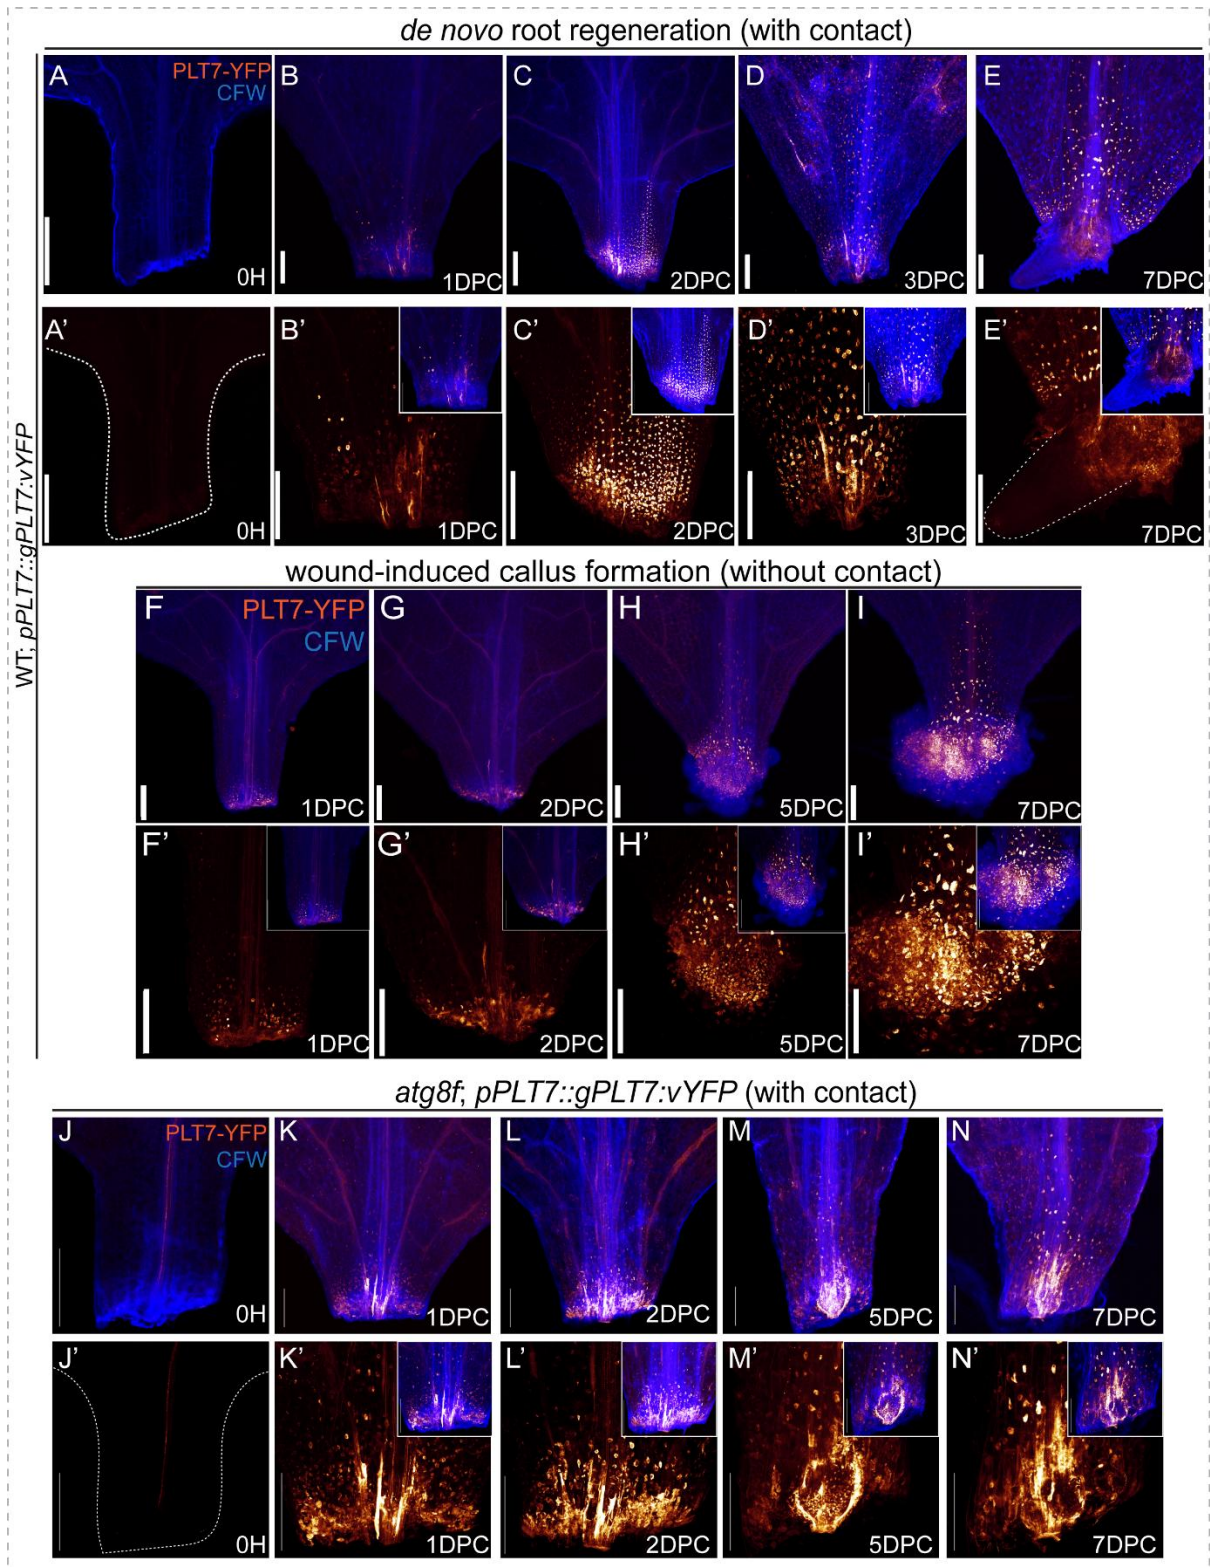 de novo root regeneration (with contact)
WT; pPLT7::gPLT7:vYFP
A
PLT7-YFP
CFW
0H
B
1DPC
C
2DPC
D
3DPC
E
7DPC
A'
0H
B'
1DPC
C'
2DPC
D'
3DPC
E'
7DPC
wound-induced callus formation (without contact)
F
PLT7-YFP
CFW
1DPC
G
2DPC
H
5DPC
I
7DPC
F'
1DPC
G'
2DPC
H'
5DPC
I'
7DPC
atg8f; pPLT7::gPLT7:vYFP (with contact)
J
PLT7-YFP
CFW
0H
K
1DPC
L
2DPC
M
5DPC
N
7DPC
J'
0H
K'
1DPC
L'
2DPC
M'
5DPC
N'
7DPC